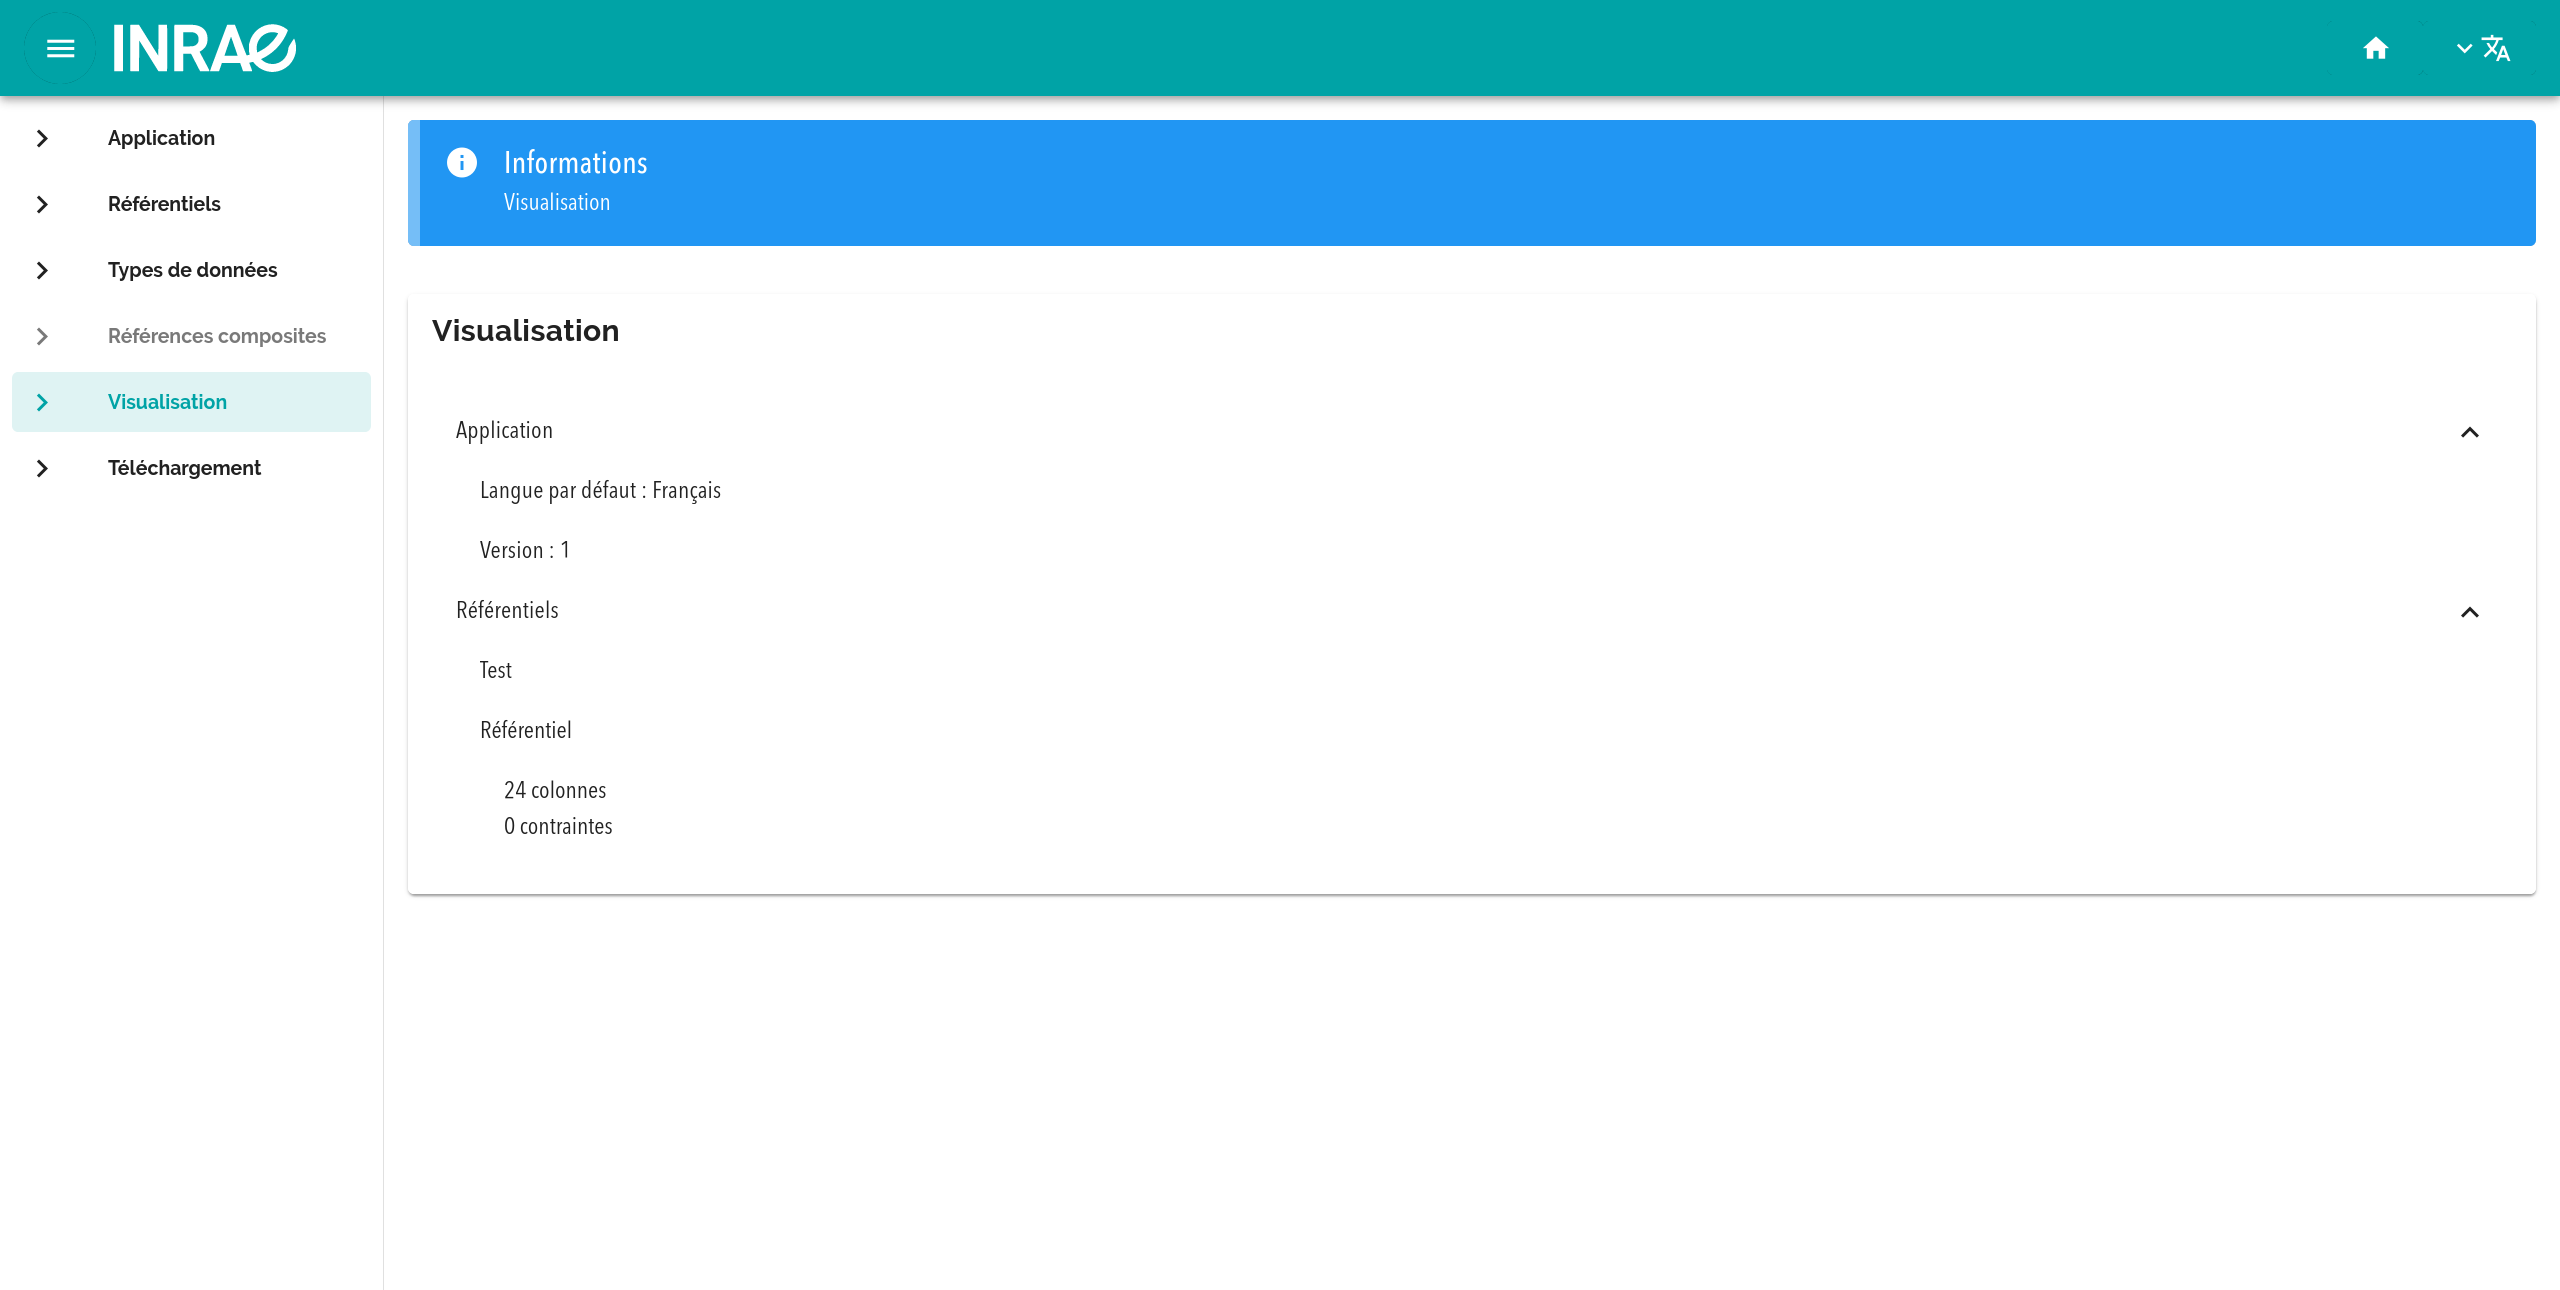 INRAE
Application
Référentiels
Types de données
Références composites
Visualisation
Téléchargement
Informations
Visualisation
Visualisation
Application
Langue par défaut : Français
Version : 1
Référentiels
Test
Référentiel
24 colonnes
0 contraintes